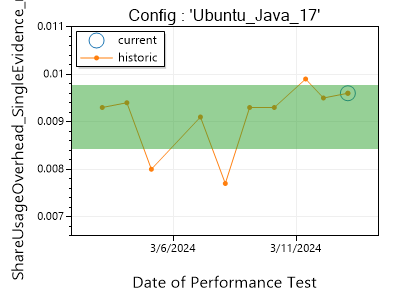 Config : 'Ubuntu_Java_17'
current
historic
0.011
0.01
0.009
0.008
0.007
ShareUsageOverhead_SingleEvidence_
3/6/2024
3/11/2024
Date of Performance Test